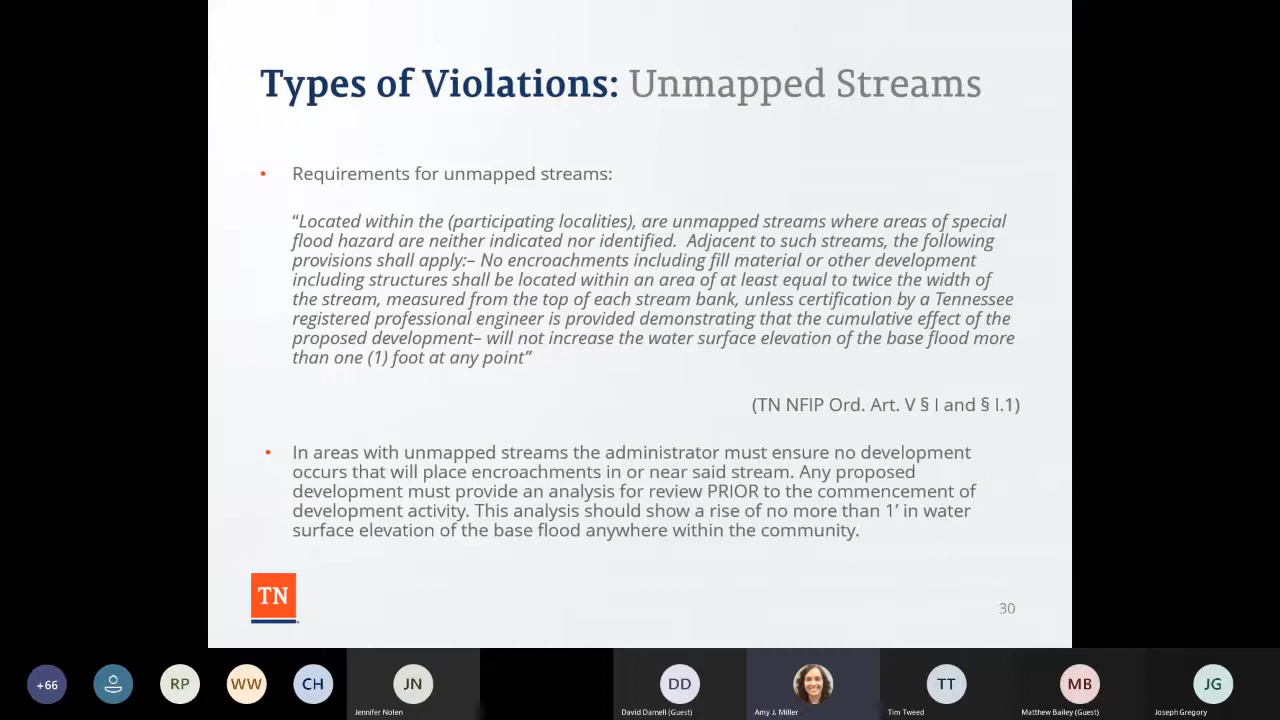 Types of Violations: Unmapped Streams
• Requirements for unmapped streams:
“Located within the (participating localities), are unmapped streams where areas of special
flood hazard are neither indicated nor identified.  Adjacent to such streams, the following
provisions shall apply:– No encroachments including fill material or other development
including structures shall be located within an area of at least equal to twice the width of
the stream, measured from the top of each stream bank, unless certification by a Tennessee
registered professional engineer is provided demonstrating that the cumulative effect of the
proposed development– will not increase the water surface elevation of the base flood more
than one (1) foot at any point”
(TN NFIP Ord. Art. V § I and § I.1)
• In areas with unmapped streams the administrator must ensure no development
occurs that will place encroachments in or near said stream. Any proposed
development must provide an analysis for review PRIOR to the commencement of
development activity. This analysis should show a rise of no more than 1’ in water
surface elevation of the base flood anywhere within the community.
TN
30
+66
RP
WW
CH
JN
DD
TT
MB
JG
Jennifer Nolen
David Darnell (Guest)
Amy J. Miller
Tim Tweed
Matthew Bailey (Guest)
Joseph Gregory